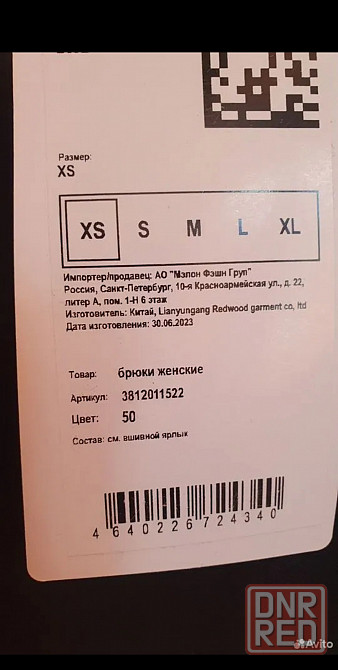 Размер:
XS
XS S M L XL
Импортер/продавец: АО "Мэлон Фэшн Груп"
Россия, Санкт-Петербург, 10-я Красноармейская ул., д. 22,
литер А, пом. 1-Н 6 этаж
Изготовитель: Китай, Lianyungang Redwood garment co, ltd
Дата изготовления: 30.06.2023
Товар: брюки женские
Артикул: 3812011522
Цвет: 50
Состав: см. вшивной ярлык
4640226724340
DNR
RED
Avito